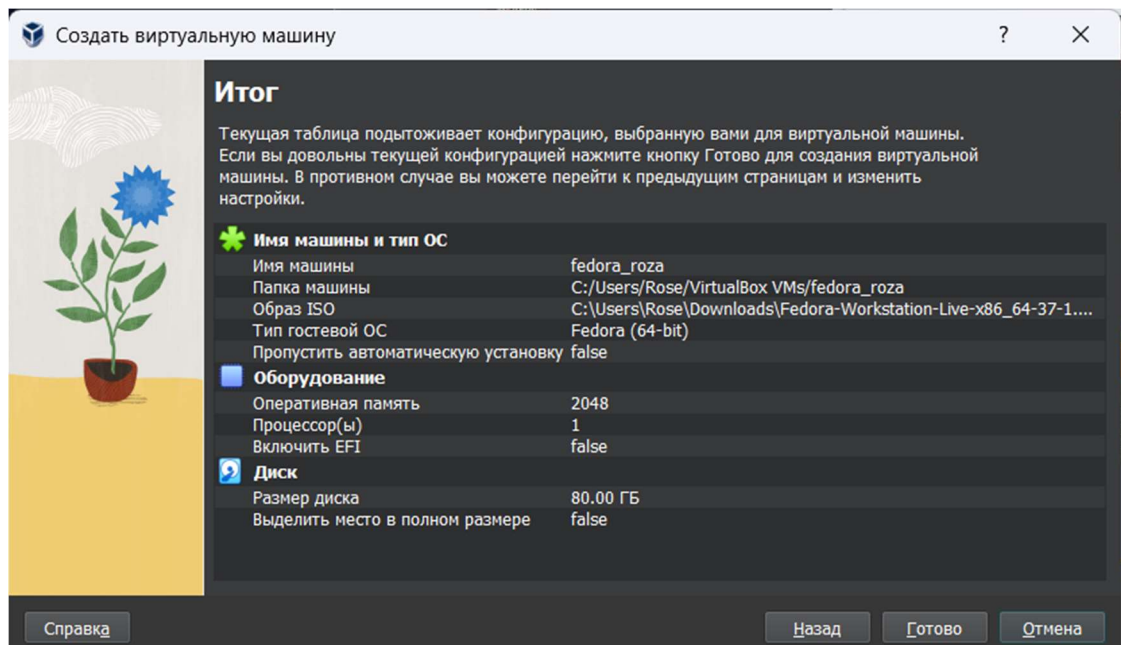 Создать виртуальную машину
?
Итог
Текущая таблица подытоживает конфигурацию, выбранную вами для виртуальной машины.
Если вы довольны текущей конфигурацией нажмите кнопку Готово для создания виртуальной
машины. В противном случае вы можете перейти к предыдущим страницам и изменить
настройки.
Имя машины и тип ОС
Имя машины fedora_roza
Папка машины C:/Users/Rose/VirtualBox VMs/fedora_roza
Образ ISO C:\Users\Rose\Downloads\Fedora-Workstation-Live-x86_64-37-1....
Тип гостевой ОС Fedora (64-bit)
Пропустить автоматическую установку false
Оборудование
Оперативная память 2048
Процессор(ы) 1
Включить EFI false
Диск
Размер диска 80.00 ГБ
Выделить место в полном размере false
Справка Назад Готово Отмена